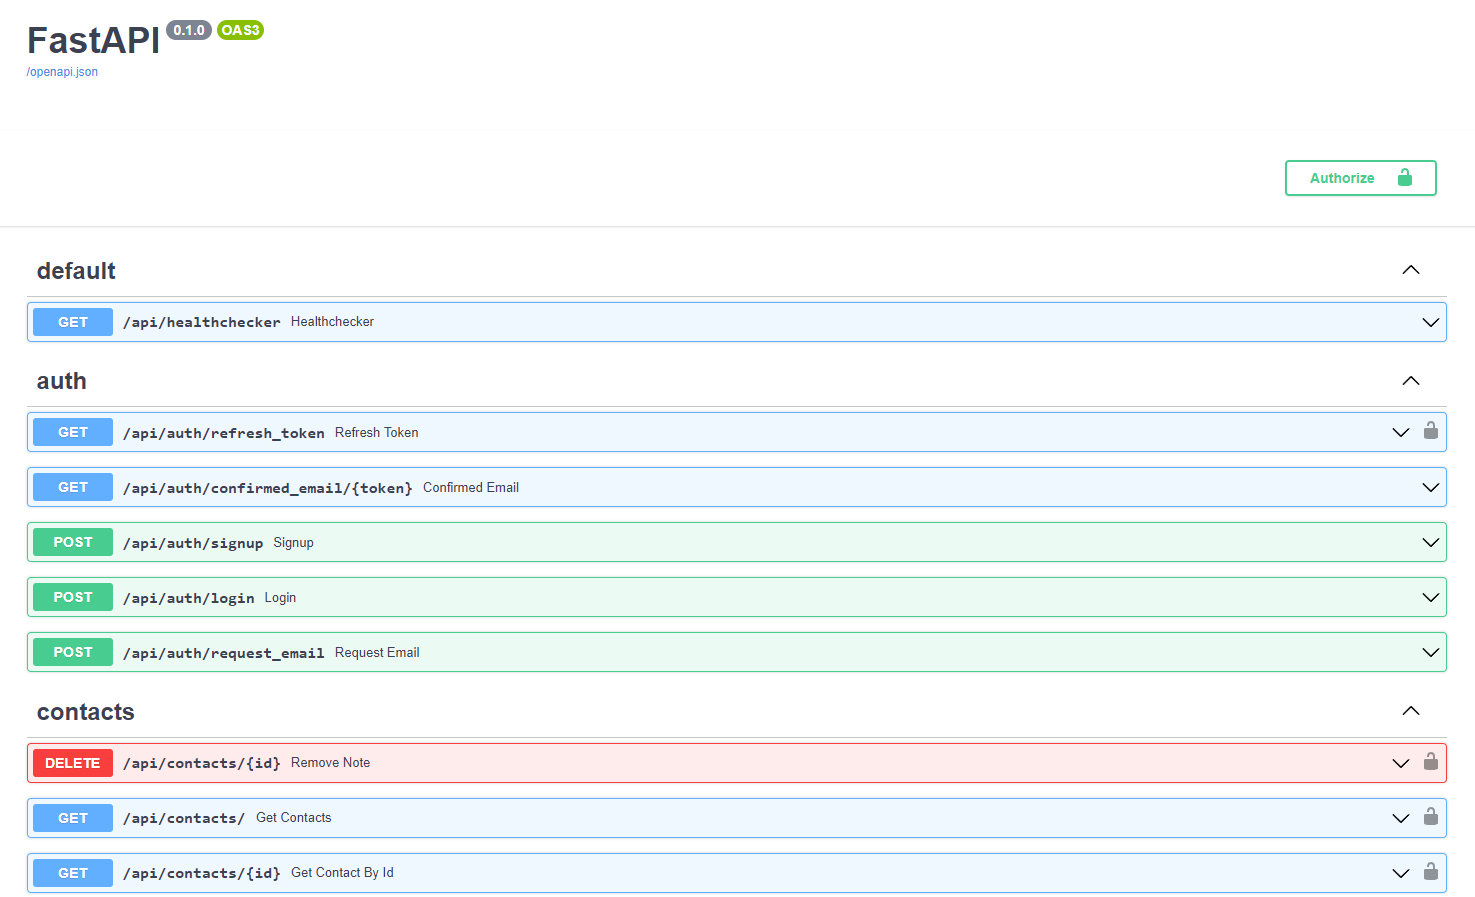 FastAPI 0.1.0 OAS3
/openapi.json
Authorize
default
GET /api/healthchecker Healthchecker
auth
GET /api/auth/refresh_token Refresh Token
GET /api/auth/confirmed_email/{token} Confirmed Email
POST /api/auth/signup Signup
POST /api/auth/login Login
POST /api/auth/request_email Request Email
contacts
DELETE /api/contacts/{id} Remove Note
GET /api/contacts/ Get Contacts
GET /api/contacts/{id} Get Contact By Id